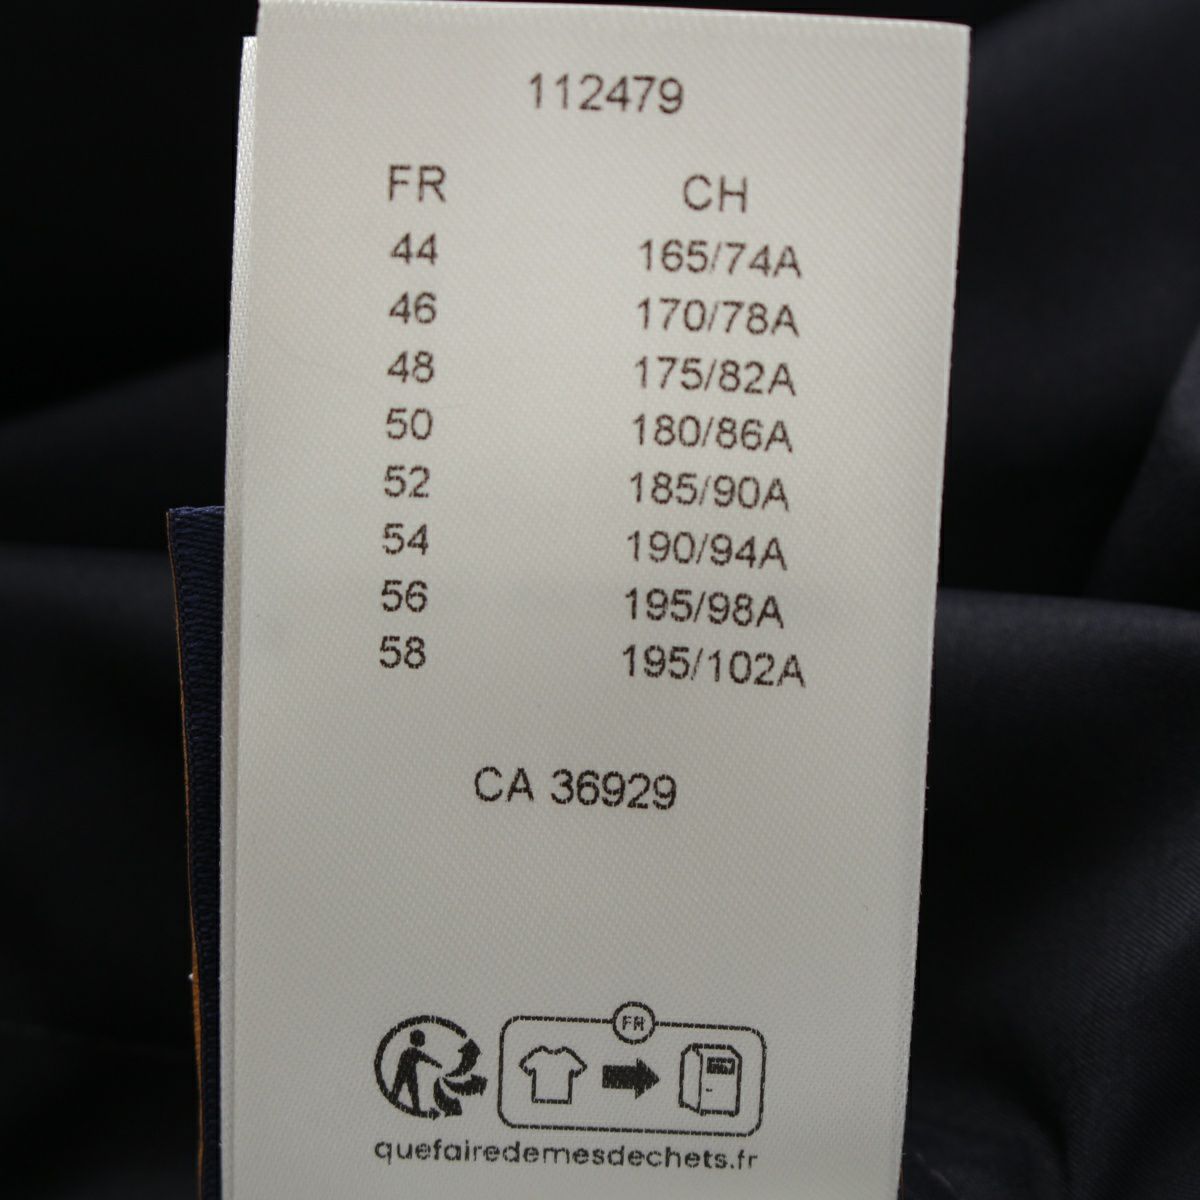 112479
FR CH
44 165/74A
46 170/78A
48 175/82A
50 180/86A
52 185/90A
54 190/94A
56 195/98A
58 195/102A
CA 36929
FR
quefairedemesdechets.fr